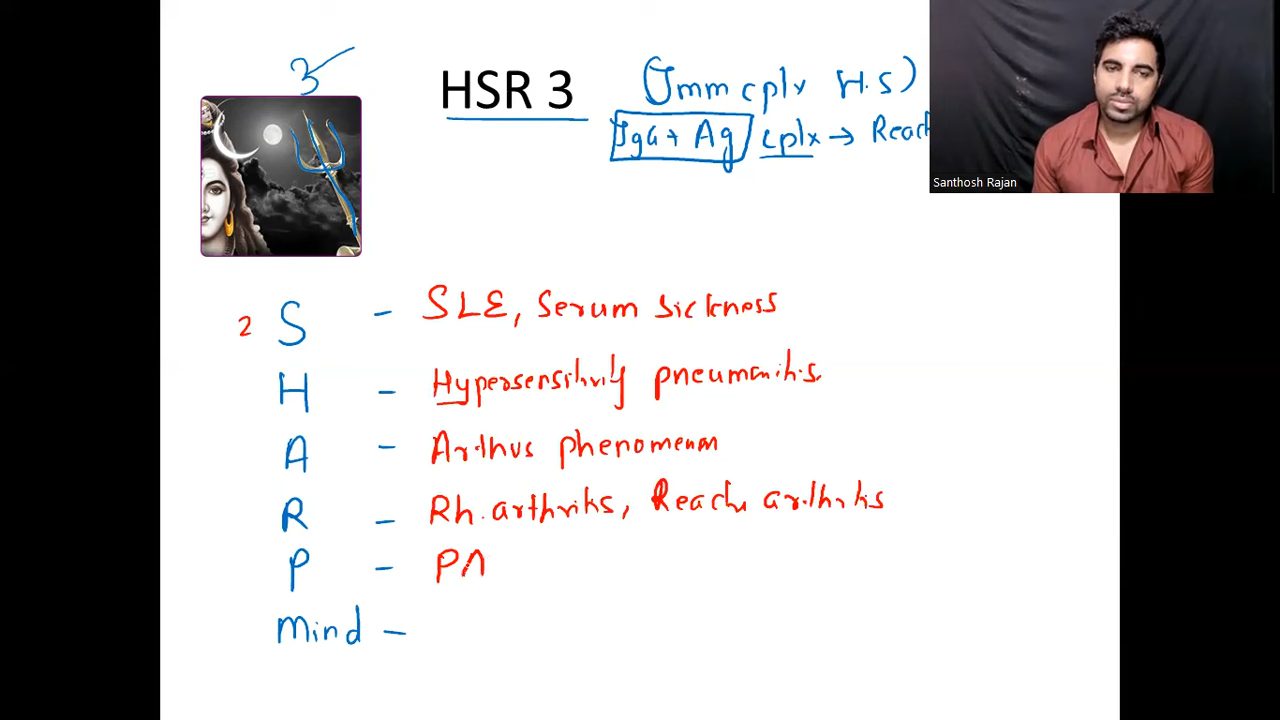 3
HSR 3
(Imm cplx H.S)
IgG + Ag cplx → Reac
Santhosh Rajan
2 S - SLE, Serum sickness
H - Hypersensitivity pneumonitis.
A - Arthus phenomenon
R - Rh. arthritis, Reactive arthritis
P - PA
Mind -